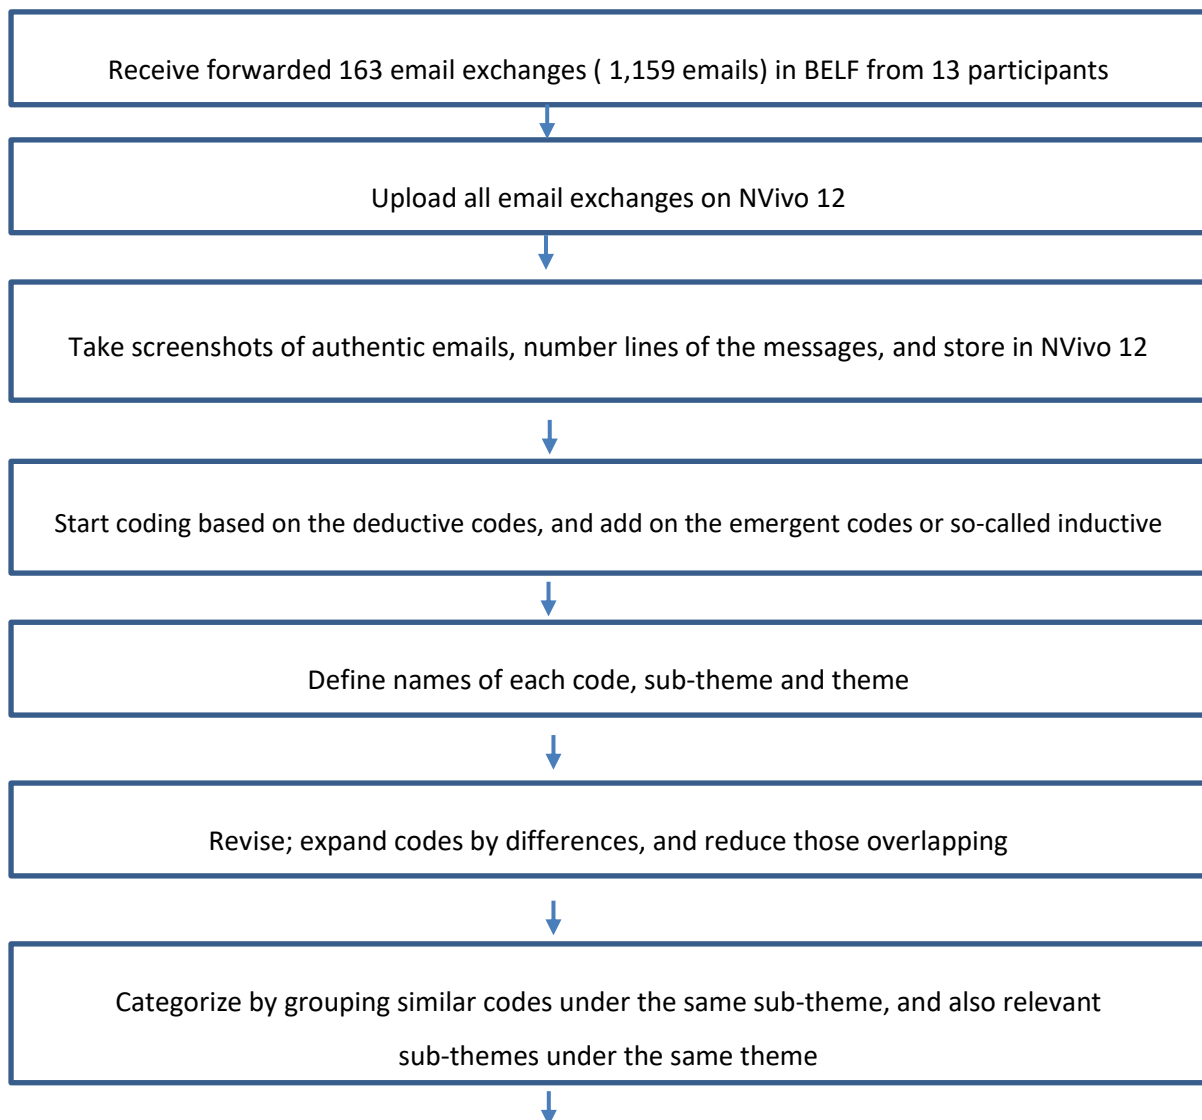 Receive forwarded 163 email exchanges ( 1,159 emails) in BELF from 13 participants
Upload all email exchanges on NVivo 12
Take screenshots of authentic emails, number lines of the messages, and store in NVivo 12
Start coding based on the deductive codes, and add on the emergent codes or so-called inductive
Define names of each code, sub-theme and theme
Revise; expand codes by differences, and reduce those overlapping
Categorize by grouping similar codes under the same sub-theme, and also relevant
sub-themes under the same theme